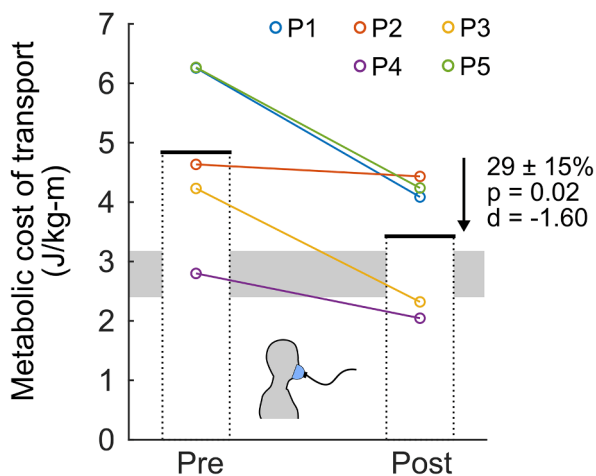 7
6
5
4
3
2
1
0
Metabolic cost of transport
(J/kg-m)
P1 P2 P3
P4 P5
29 ± 15%
p = 0.02
d = -1.60
Pre Post